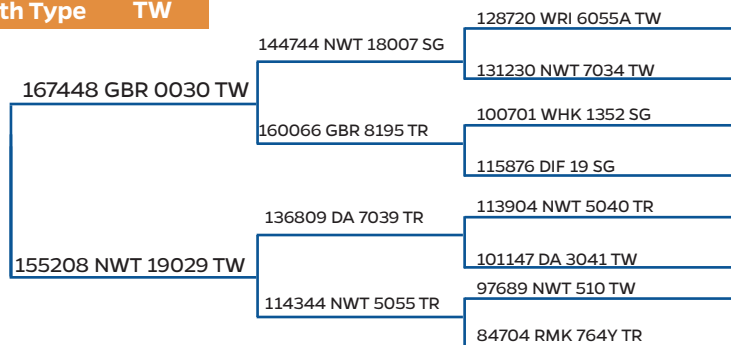 th Type TW
128720 WRI 6055A TW
144744 NWT 18007 SG
131230 NWT 7034 TW
167448 GBR 0030 TW
100701 WHK 1352 SG
160066 GBR 8195 TR
115876 DIF 19 SG
113904 NWT 5040 TR
136809 DA 7039 TR
101147 DA 3041 TW
155208 NWT 19029 TW
97689 NWT 510 TW
114344 NWT 5055 TR
84704 RMK 764Y TR